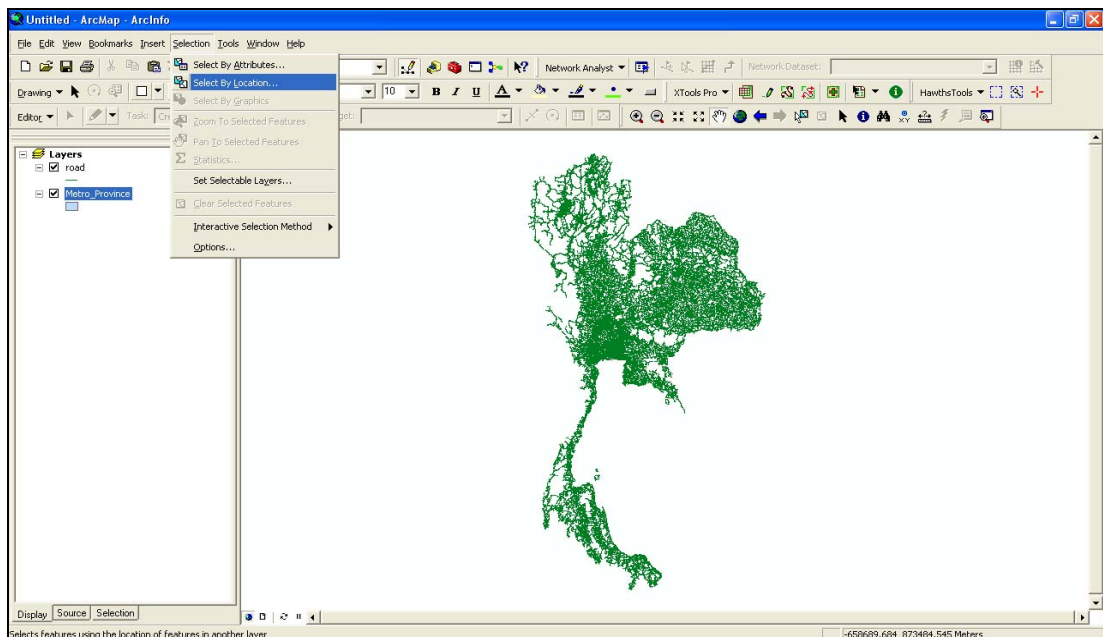 Untitled - ArcMap - ArcInfo
File Edit View Bookmarks Insert Selection Tools Window Help
Network Analyst Network Dataset:
Drawing 10 B I U A XTools Pro HawthsTools
Editor Task:
Select By Attributes...
Select By Location...
Select By Graphics
Zoom To Selected Features
Pan To Selected Features
Statistics...
Set Selectable Layers...
Clear Selected Features
Interactive Selection Method
Options...
Layers
road
Metro_Province
Display Source Selection
Selects features using the location of features in another layer
-658689.684 873484.545 Meters